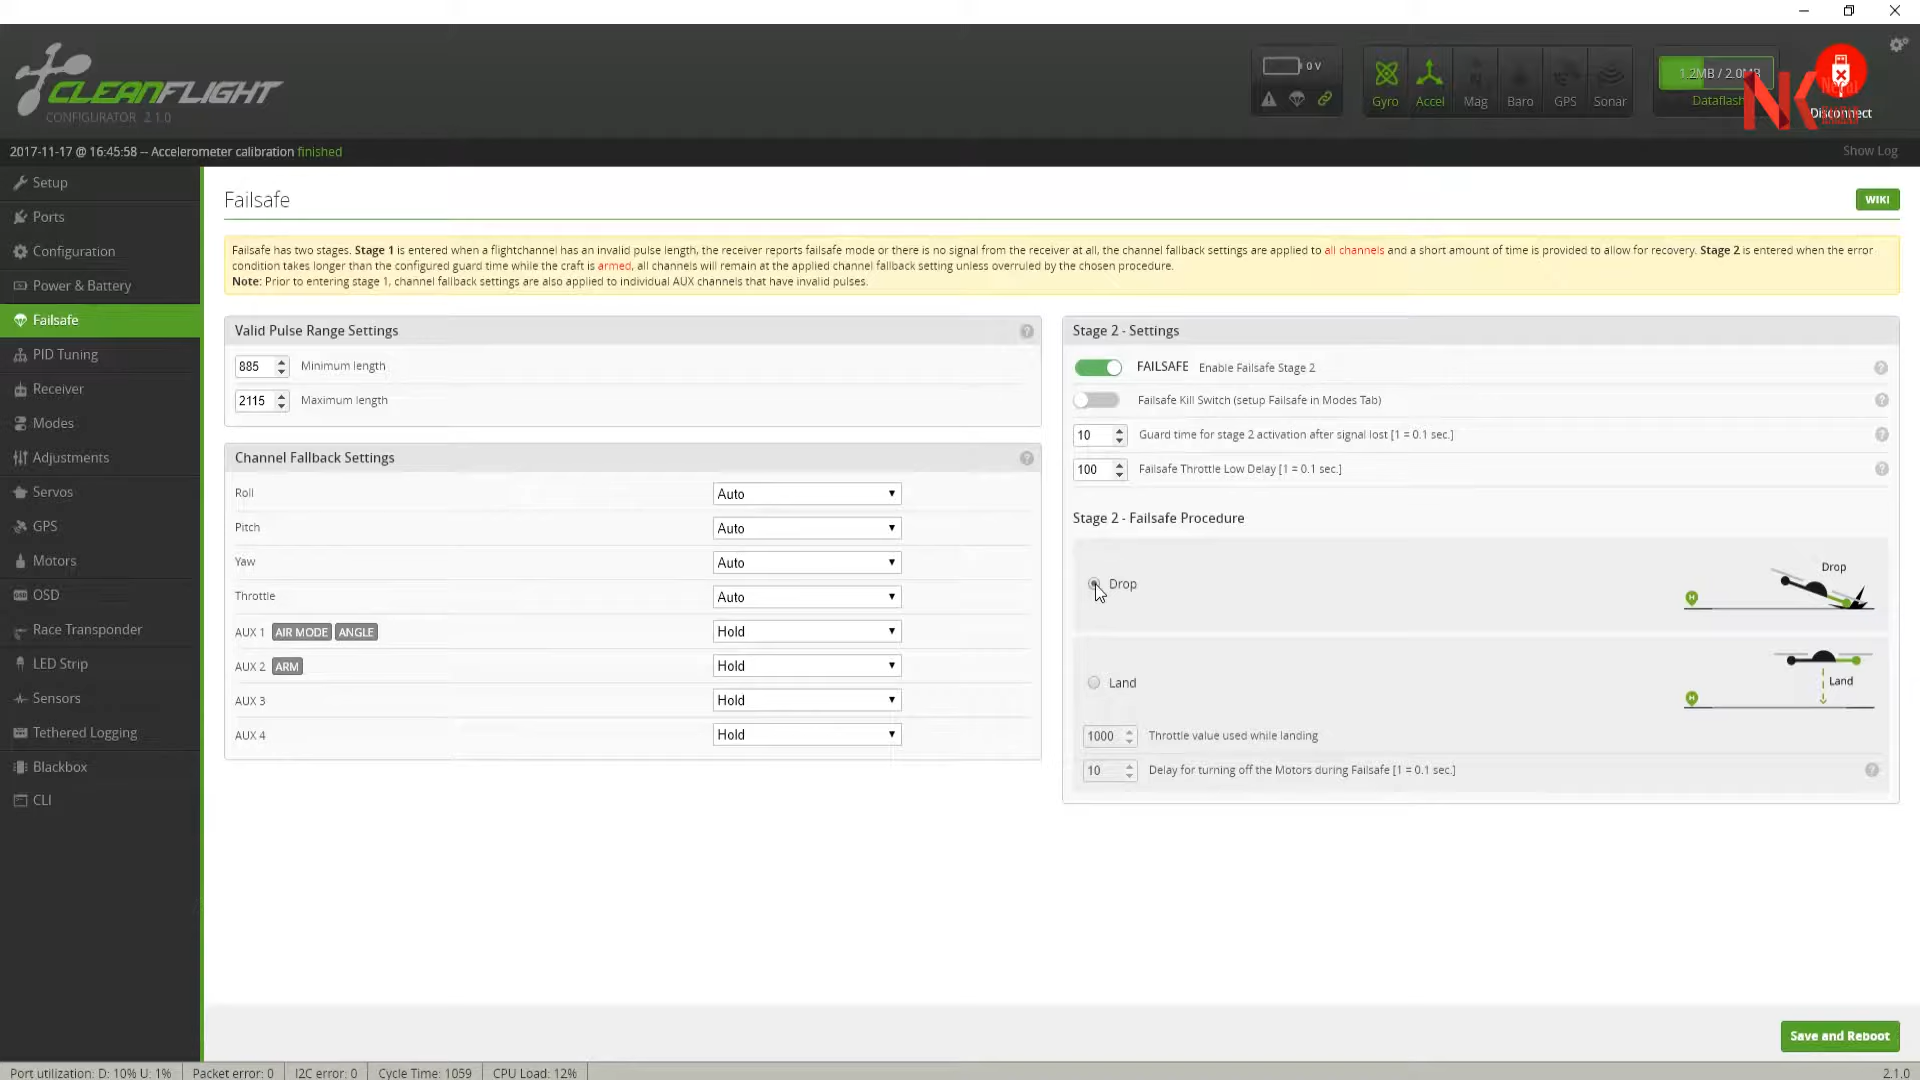 CLEANFLIGHT
CONFIGURATOR 2.1.0
0 V
Gyro
Accel
Mag
Baro
GPS
Sonar
1.2MB / 2.0MB
Dataflash
NK
Disconnect
2017-11-17 @ 16:45:58 -- Accelerometer calibration finished
Show Log
Setup
Ports
Configuration
Power & Battery
Failsafe
PID Tuning
Receiver
Modes
Adjustments
Servos
GPS
Motors
OSD
Race Transponder
LED Strip
Sensors
Tethered Logging
Blackbox
CLI
Failsafe
WIKI
Failsafe has two stages. Stage 1 is entered when a flightchannel has an invalid pulse length, the receiver reports failsafe mode or there is no signal from the receiver at all, the channel fallback settings are applied to all channels and a short amount of time is provided to allow for recovery. Stage 2 is entered when the error
condition takes longer than the configured guard time while the craft is armed, all channels will remain at the applied channel fallback setting unless overruled by the chosen procedure.
Note: Prior to entering stage 1, channel fallback settings are also applied to individual AUX channels that have invalid pulses.
Valid Pulse Range Settings
885 Minimum length
2115 Maximum length
Channel Fallback Settings
Roll Auto
Pitch Auto
Yaw Auto
Throttle Auto
AUX 1 AIR MODE ANGLE Hold
AUX 2 ARM Hold
AUX 3 Hold
AUX 4 Hold
Stage 2 - Settings
FAILSAFE Enable Failsafe Stage 2
Failsafe Kill Switch (setup Failsafe in Modes Tab)
10 Guard time for stage 2 activation after signal lost [1 = 0.1 sec.]
100 Failsafe Throttle Low Delay [1 = 0.1 sec.]
Stage 2 - Failsafe Procedure
Drop
Drop
H
Land
Land
H
1000 Throttle value used while landing
10 Delay for turning off the Motors during Failsafe [1 = 0.1 sec.]
Save and Reboot
Port utilization: D: 10% U: 1%
Packet error: 0
I2C error: 0
Cycle Time: 1059
CPU Load: 12%
2.1.0